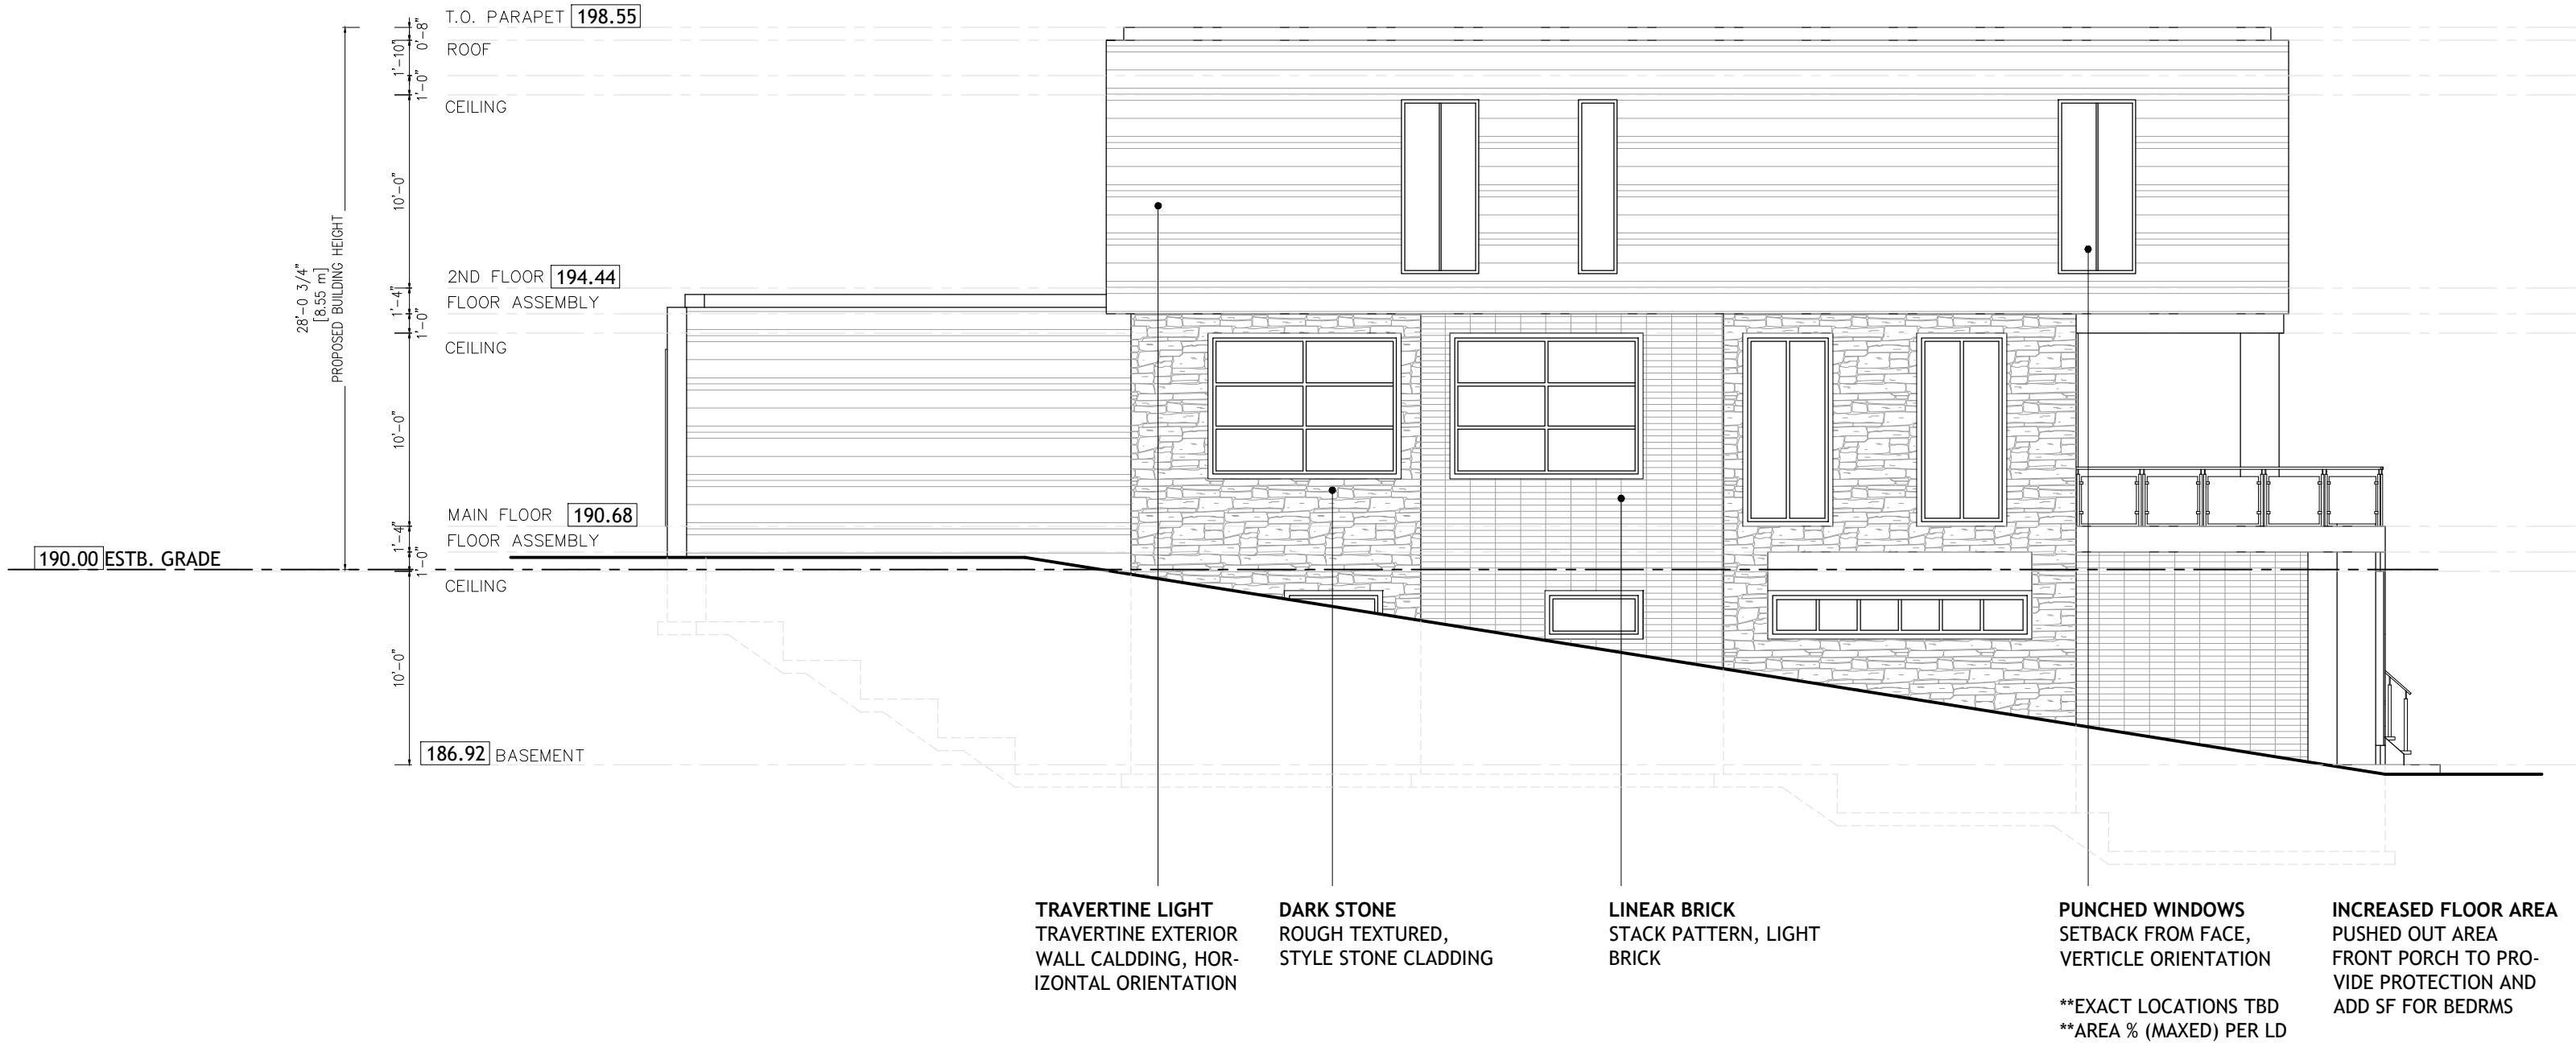 T.O. PARAPET 198.55
0'-8"
ROOF
1'-10"
1'-0"
CEILING
10'-0"
28'-0 3/4"
[8.55 m]
PROPOSED BUILDING HEIGHT
2ND FLOOR 194.44
1'-4"
FLOOR ASSEMBLY
1'-0"
CEILING
10'-0"
MAIN FLOOR 190.68
1'-4"
FLOOR ASSEMBLY
190.00 ESTB. GRADE
1'-0"
CEILING
10'-0"
186.92 BASEMENT
TRAVERTINE LIGHT
TRAVERTINE EXTERIOR
WALL CALDDING, HOR-
IZONTAL ORIENTATION
DARK STONE
ROUGH TEXTURED,
STYLE STONE CLADDING
LINEAR BRICK
STACK PATTERN, LIGHT
BRICK
PUNCHED WINDOWS
SETBACK FROM FACE,
VERTICLE ORIENTATION
**EXACT LOCATIONS TBD
**AREA % (MAXED) PER LD
INCREASED FLOOR AREA
PUSHED OUT AREA
FRONT PORCH TO PRO-
VIDE PROTECTION AND
ADD SF FOR BEDRMS